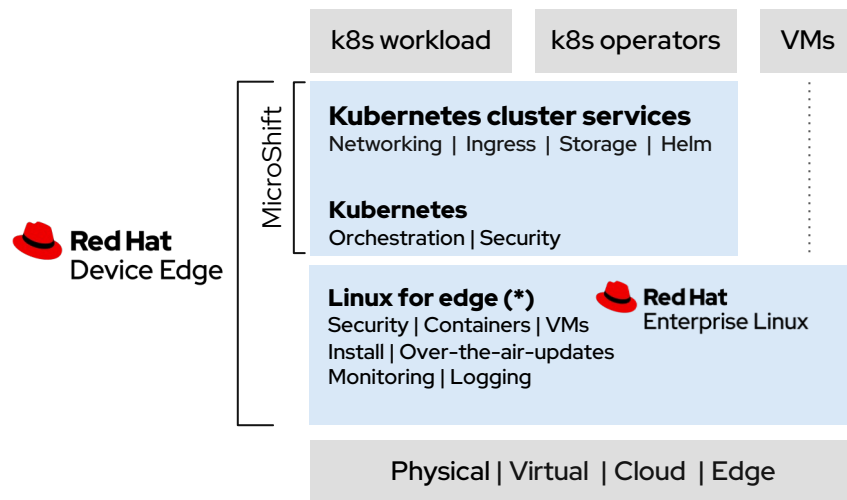 k8s workload
k8s operators
VMs
MicroShift
Kubernetes cluster services
Networking | Ingress | Storage | Helm
Kubernetes
Orchestration | Security
Red Hat
Device Edge
Linux for edge (*)
Security | Containers | VMs
Install | Over-the-air-updates
Monitoring | Logging
Red Hat
Enterprise Linux
Physical | Virtual | Cloud | Edge